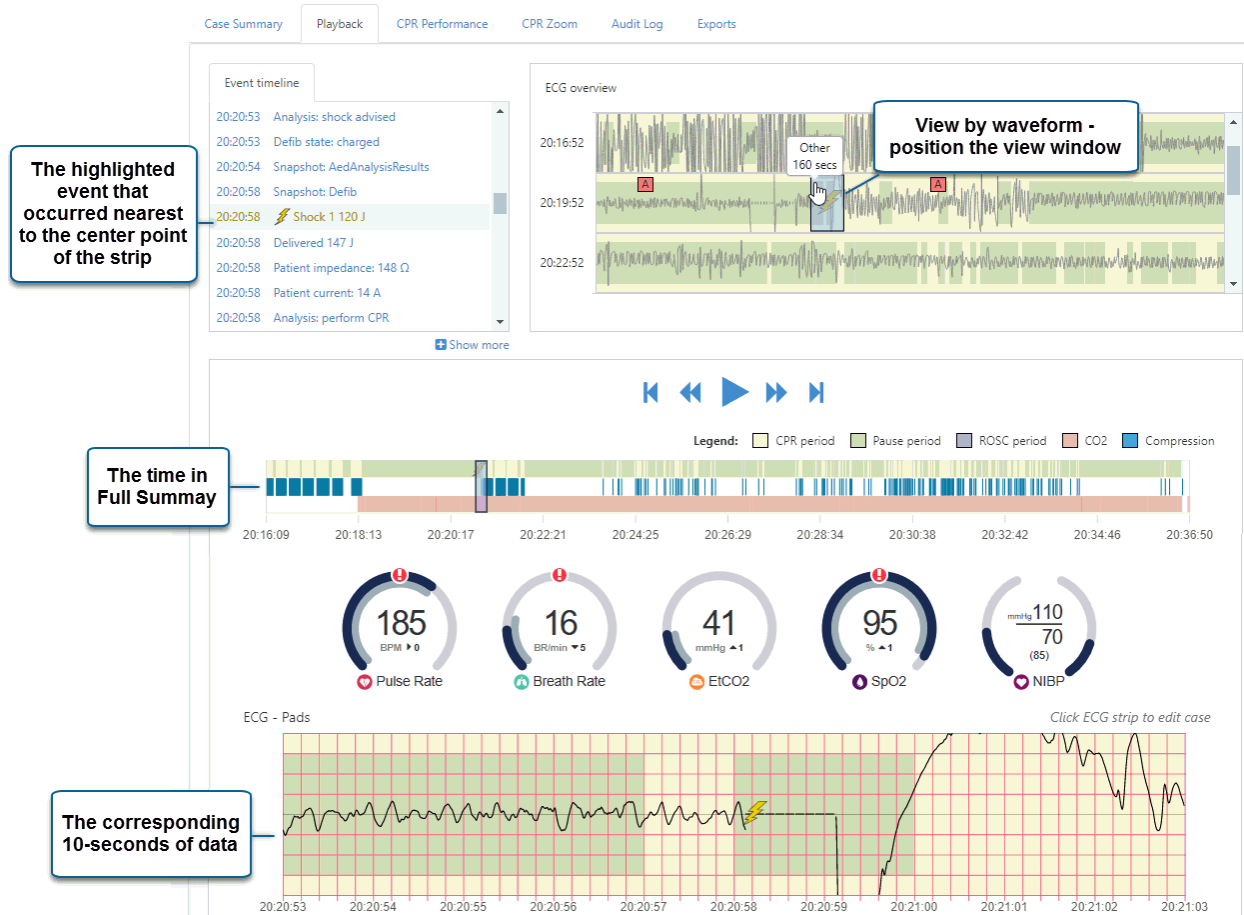 Case Summary Playback CPR Performance CPR Zoom Audit Log Exports
Event timeline
20:20:53 Analysis: shock advised
20:20:53 Defib state: charged
20:20:54 Snapshot: AedAnalysisResults
20:20:58 Snapshot: Defib
20:20:58 Shock 1 120 J
20:20:58 Delivered 147 J
20:20:58 Patient impedance: 148 Ω
20:20:58 Patient current: 14 A
20:20:58 Analysis: perform CPR
Show more
The highlighted
event that
occurred nearest
to the center point
of the strip
ECG overview
20:16:52
20:19:52
20:22:52
A
A
Other
160 secs
View by waveform -
position the view window
Legend: CPR period Pause period ROSC period CO2 Compression
The time in
Full Summay
20:16:09 20:18:13 20:20:17 20:22:21 20:24:25 20:26:29 20:28:34 20:30:38 20:32:42 20:34:46 20:36:50
185
BPM 0
Pulse Rate
16
BR/min 5
Breath Rate
41
mmHg 1
EtCO2
95
% 1
SpO2
mmHg 110
70
(85)
NIBP
ECG - Pads Click ECG strip to edit case
The corresponding
10-seconds of data
20:20:53 20:20:54 20:20:55 20:20:56 20:20:57 20:20:58 20:20:59 20:21:00 20:21:01 20:21:02 20:21:03